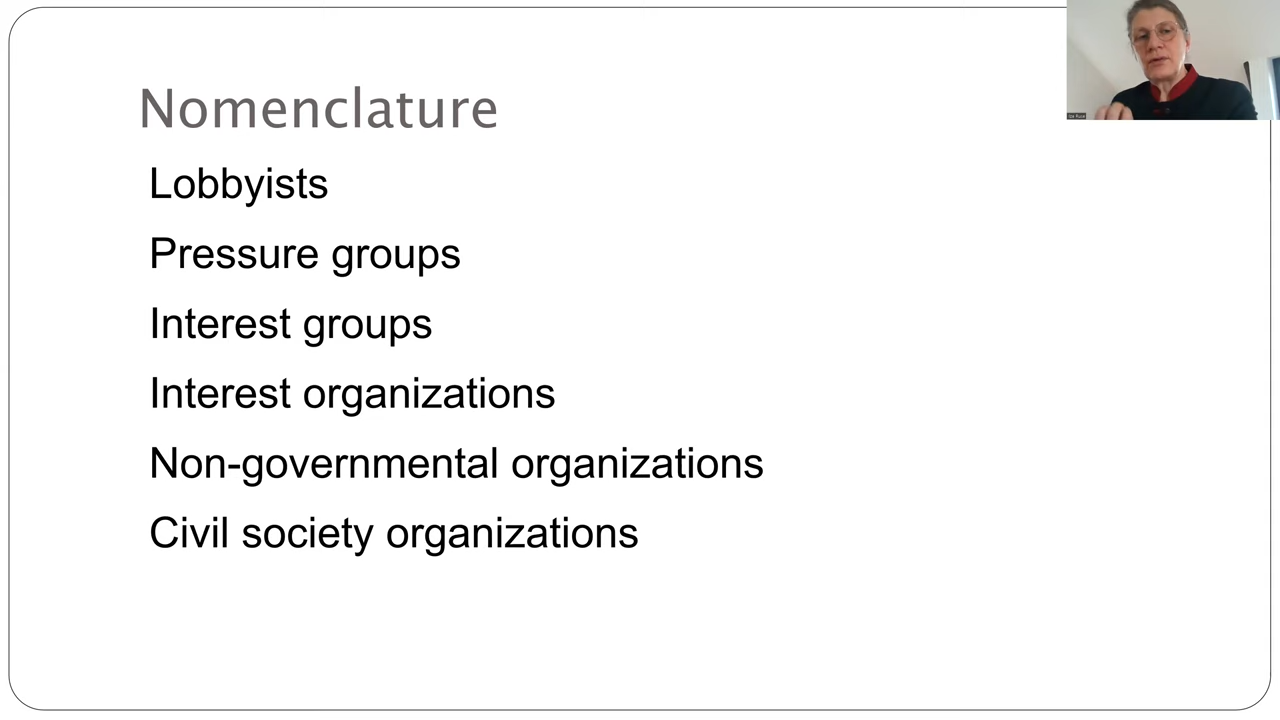 Nomenclature
Lobbyists
Pressure groups
Interest groups
Interest organizations
Non-governmental organizations
Civil society organizations